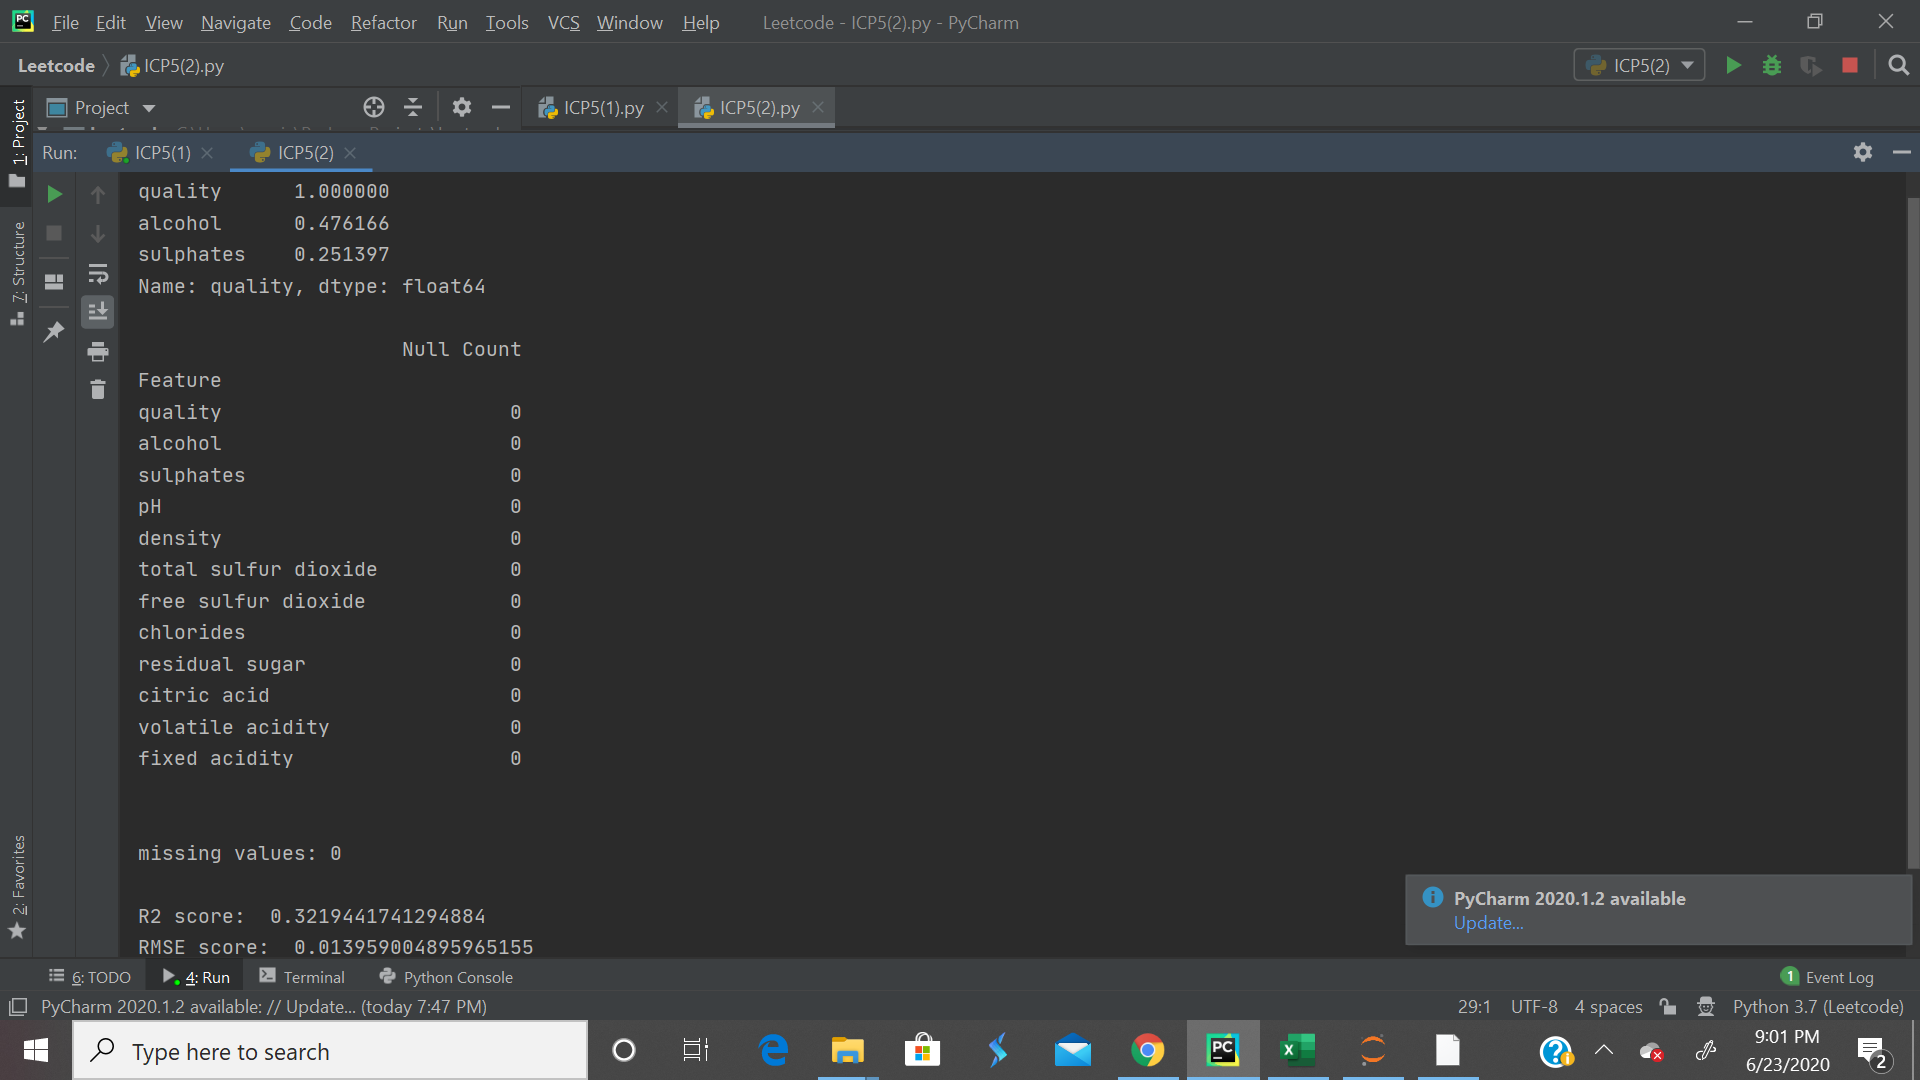 File Edit View Navigate Code Refactor Run Tools VCS Window Help Leetcode - ICP5(2).py - PyCharm
Leetcode ICP5(2).py ICP5(2)
Project ICP5(1).py ICP5(2).py
1: Project
Run: ICP5(1) ICP5(2)
quality 1.000000
alcohol 0.476166
sulphates 0.251397
Name: quality, dtype: float64
7: Structure
Null Count
Feature
quality 0
alcohol 0
sulphates 0
pH 0
density 0
total sulfur dioxide 0
free sulfur dioxide 0
chlorides 0
residual sugar 0
citric acid 0
volatile acidity 0
fixed acidity 0
missing values: 0
2: Favorites
R2 score: 0.3219441741294884
RMSE score: 0.013959004895965155
PyCharm 2020.1.2 available
Update...
6: TODO 4: Run Terminal Python Console 1 Event Log
PyCharm 2020.1.2 available: // Update... (today 7:47 PM) 29:1 UTF-8 4 spaces Python 3.7 (Leetcode)
Type here to search
9:01 PM
6/23/2020
2